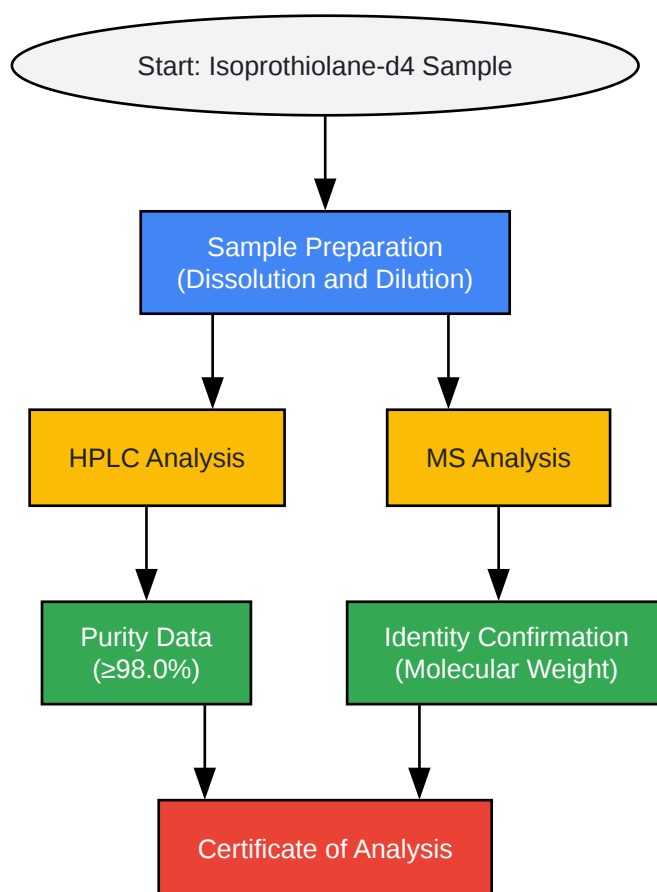 Start: Isoprothiolane-d4 Sample
Sample Preparation
(Dissolution and Dilution)
HPLC Analysis
MS Analysis
Purity Data
(≥98.0%)
Identity Confirmation
(Molecular Weight)
Certificate of Analysis